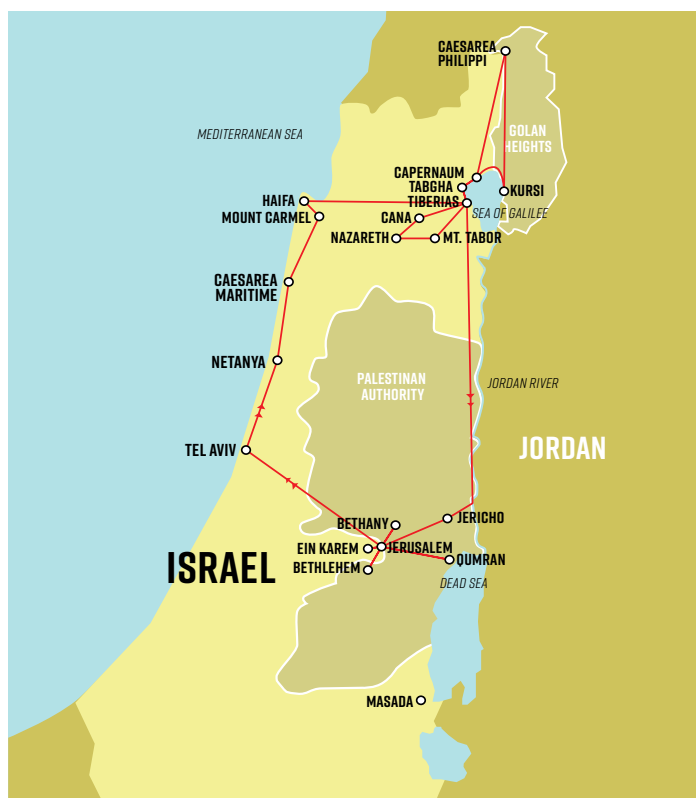 CAESAREA
PHILIPPI
MEDITERRANEAN SEA
GOLAN
HEIGHTS
CAPERNAUM
TABGHA
KURSI
HAIFA
TIBERIAS
SEA OF GALILEE
MOUNT CARMEL
CANA
NAZARETH
MT. TABOR
CAESAREA
MARITIME
NETANYA
PALESTINAN
AUTHORITY
JORDAN RIVER
TEL AVIV
JORDAN
BETHANY
JERICHO
EIN KAREM
JERUSALEM
ISRAEL
BETHLEHEM
QUMRAN
DEAD SEA
MASADA